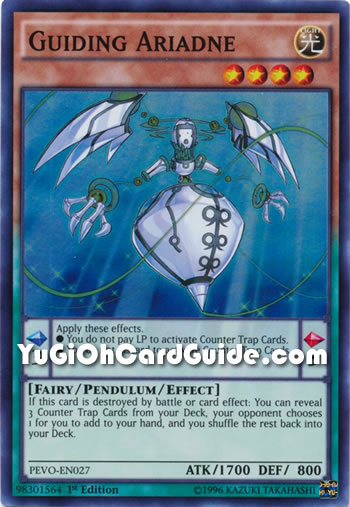 GUIDING ARIADNE
LIGHT
光
Apply these effects.
● You do not pay LP to activate Counter Trap Cards.
YuGiOhCardGuide.com
[Fairy/Pendulum/Effect]
If this card is destroyed by battle or card effect: You can reveal
3 Counter Trap Cards from your Deck, your opponent chooses
1 for you to add to your hand, and you shuffle the rest back into
your Deck.
PEVO-EN027
ATK/1700 DEF/ 800
98301564 1st Edition
©1996 KAZUKI TAKAHASHI